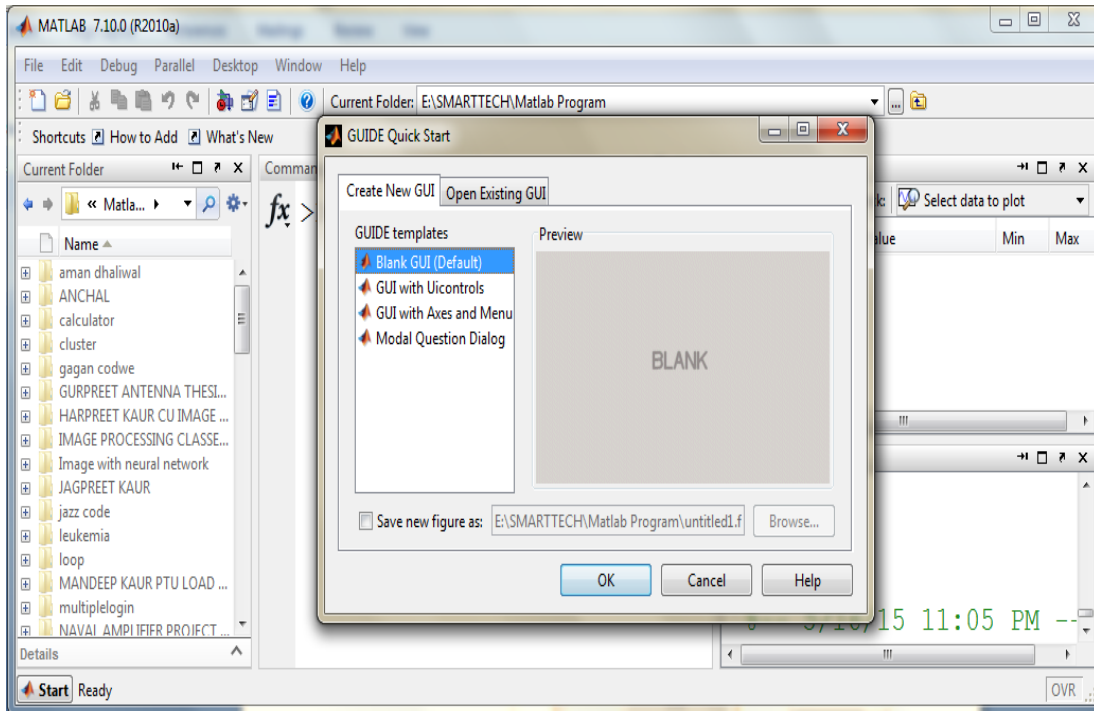 MATLAB 7.10.0 (R2010a)
File Edit Debug Parallel Desktop Window Help
Current Folder: E:\SMARTTECH\Matlab Program
Shortcuts How to Add What's New
Current Folder
« Matla...
Name
aman dhaliwal
ANCHAL
calculator
cluster
gagan codwe
GURPREET ANTENNA THESI...
HARPREET KAUR CU IMAGE ...
IMAGE PROCESSING CLASSE...
Image with neural network
JAGPREET KAUR
jazz code
leukemia
loop
MANDEEP KAUR PTU LOAD ...
multiplelogin
NAVAL AMPLIFIER PROJECT ...
Details
Start Ready
fx >
GUIDE Quick Start
Create New GUI Open Existing GUI
GUIDE templates
Blank GUI (Default)
GUI with Uicontrols
GUI with Axes and Menu
Modal Question Dialog
Preview
BLANK
Save new figure as: E:\SMARTTECH\Matlab Program\untitled1.f Browse...
OK Cancel Help
Select data to plot
Min Max
11:05 PM --
OVR